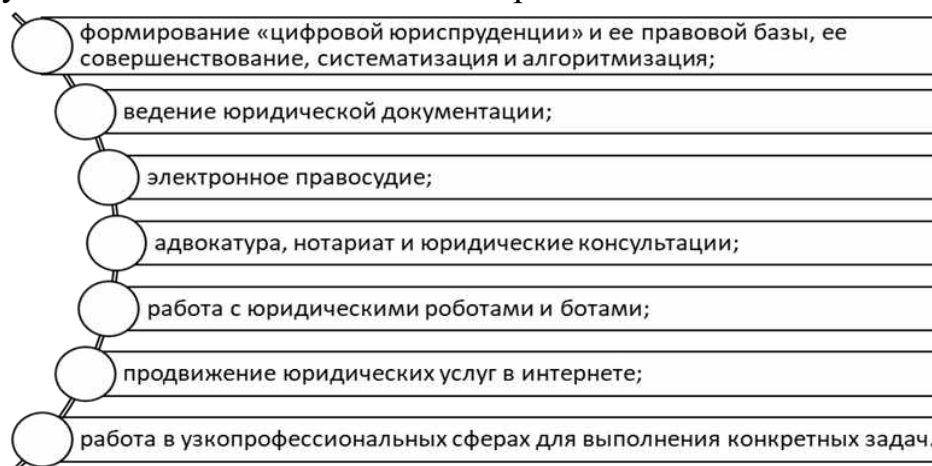 формирование «цифровой юриспруденции» и ее правовой базы, ее
совершенствование, систематизация и алгоритмизация;
ведение юридической документации;
электронное правосудие;
адвокатура, нотариат и юридические консультации;
работа с юридическими роботами и ботами;
продвижение юридических услуг в интернете;
работа в узкопрофессиональных сферах для выполнения конкретных задач.